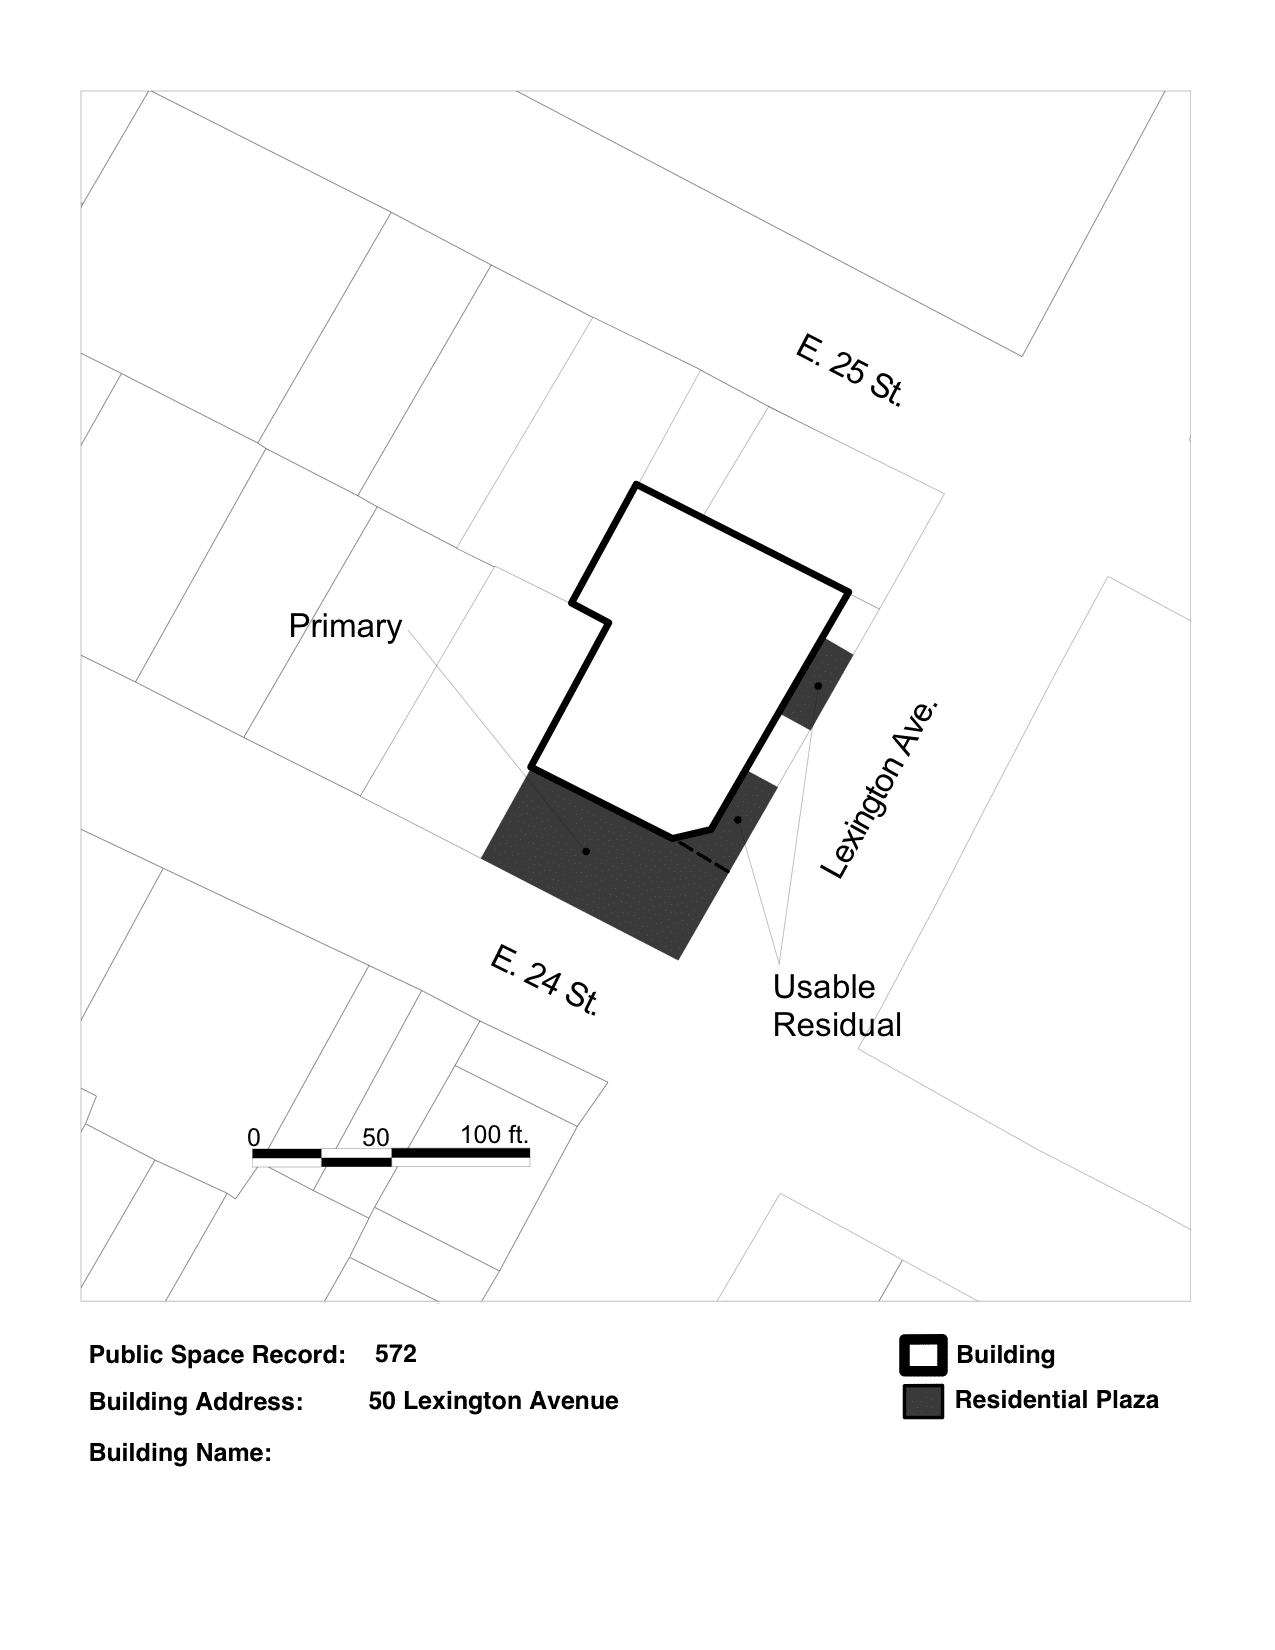 E. 25 St.
Primary
Lexington Ave.
E. 24 St.
Usable
Residual
0 50 100 ft.
Public Space Record: 572
Building Address: 50 Lexington Avenue
Building Name:
Building
Residential Plaza